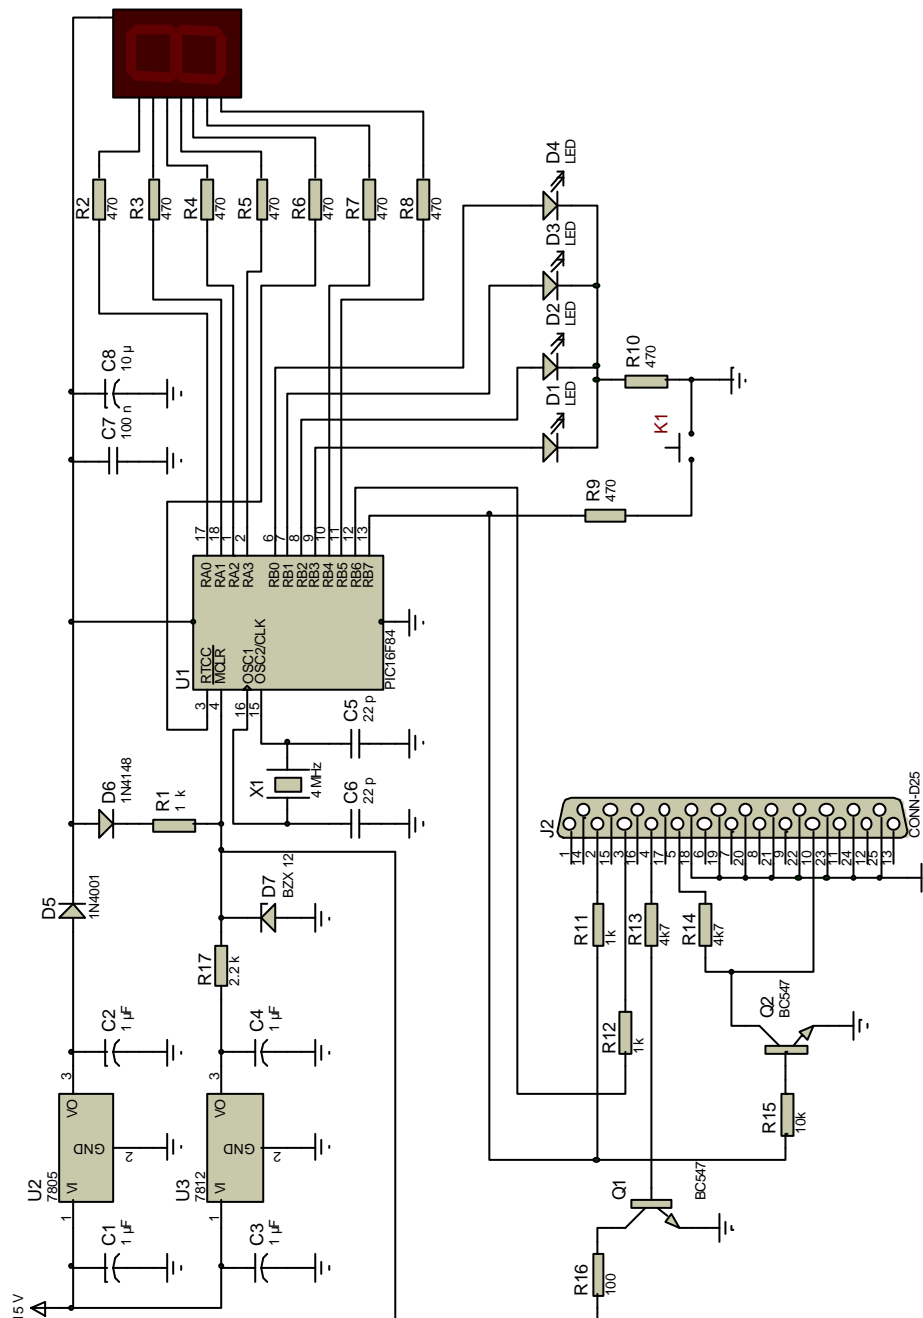 R2
470
R3
470
R4
470
R5
470
R6
470
R7
470
R8
470
D4
LED
D3
LED
D2
LED
D1
LED
C8
10 µ
C7
100 n
R10
470
K1
R9
470
17
18
1
2
6
7
8
9
10
11
12
13
RA0
RA1
RA2
RA3
RB0
RB1
RB2
RB3
RB4
RB5
RB6
RB7
U1
RTCC
MCLR
OSC1
OSC2/CLK
PIC16F84
3
4
16
15
D6
1N4148
R1
1 k
X1
4 MHz
C5
22 p
C6
22 p
J2
CONN-D25
1
14
2
15
3
16
4
17
5
18
6
19
7
20
8
21
9
22
10
23
11
24
12
25
13
D5
1N4001
D7
BZX 12
R17
2.2 k
R11
1k
R13
4k7
R14
4k7
R12
1k
Q2
BC547
R15
10k
C2
1 µF
C4
1 µF
U2
7805
VI
VO
GND
1
3
2
U3
7812
VI
VO
GND
1
3
2
C1
1 µF
C3
1 µF
Q1
BC547
R16
100
15 V